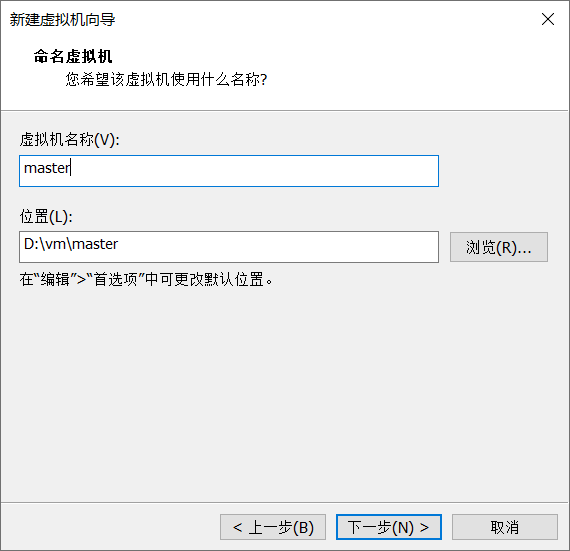 新建虚拟机向导
命名虚拟机
您希望该虚拟机使用什么名称?
虚拟机名称(V):
master
位置(L):
D:\vm\master
浏览(R)...
在“编辑”>“首选项”中可更改默认位置。
< 上一步(B)
下一步(N) >
取消